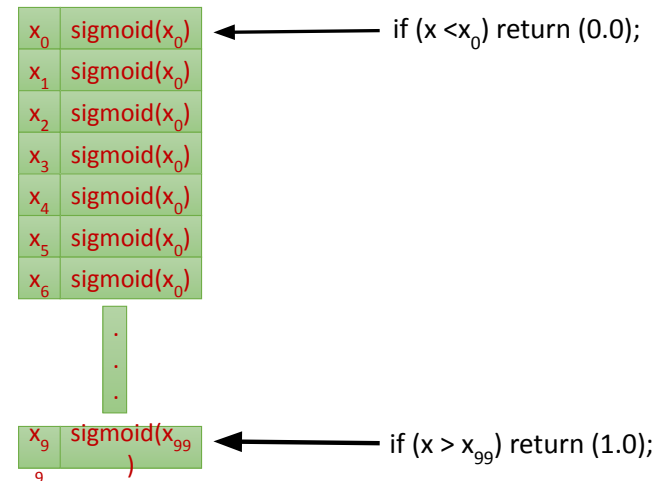 x₀ sigmoid(x₀) if (x <x₀) return (0.0);
x₁ sigmoid(x₀)
x₂ sigmoid(x₀)
x₃ sigmoid(x₀)
x₄ sigmoid(x₀)
x₅ sigmoid(x₀)
x₆ sigmoid(x₀)
.
.
.
x₉ sigmoid(x₉₉ if (x > x₉₉) return (1.0);
₉ )